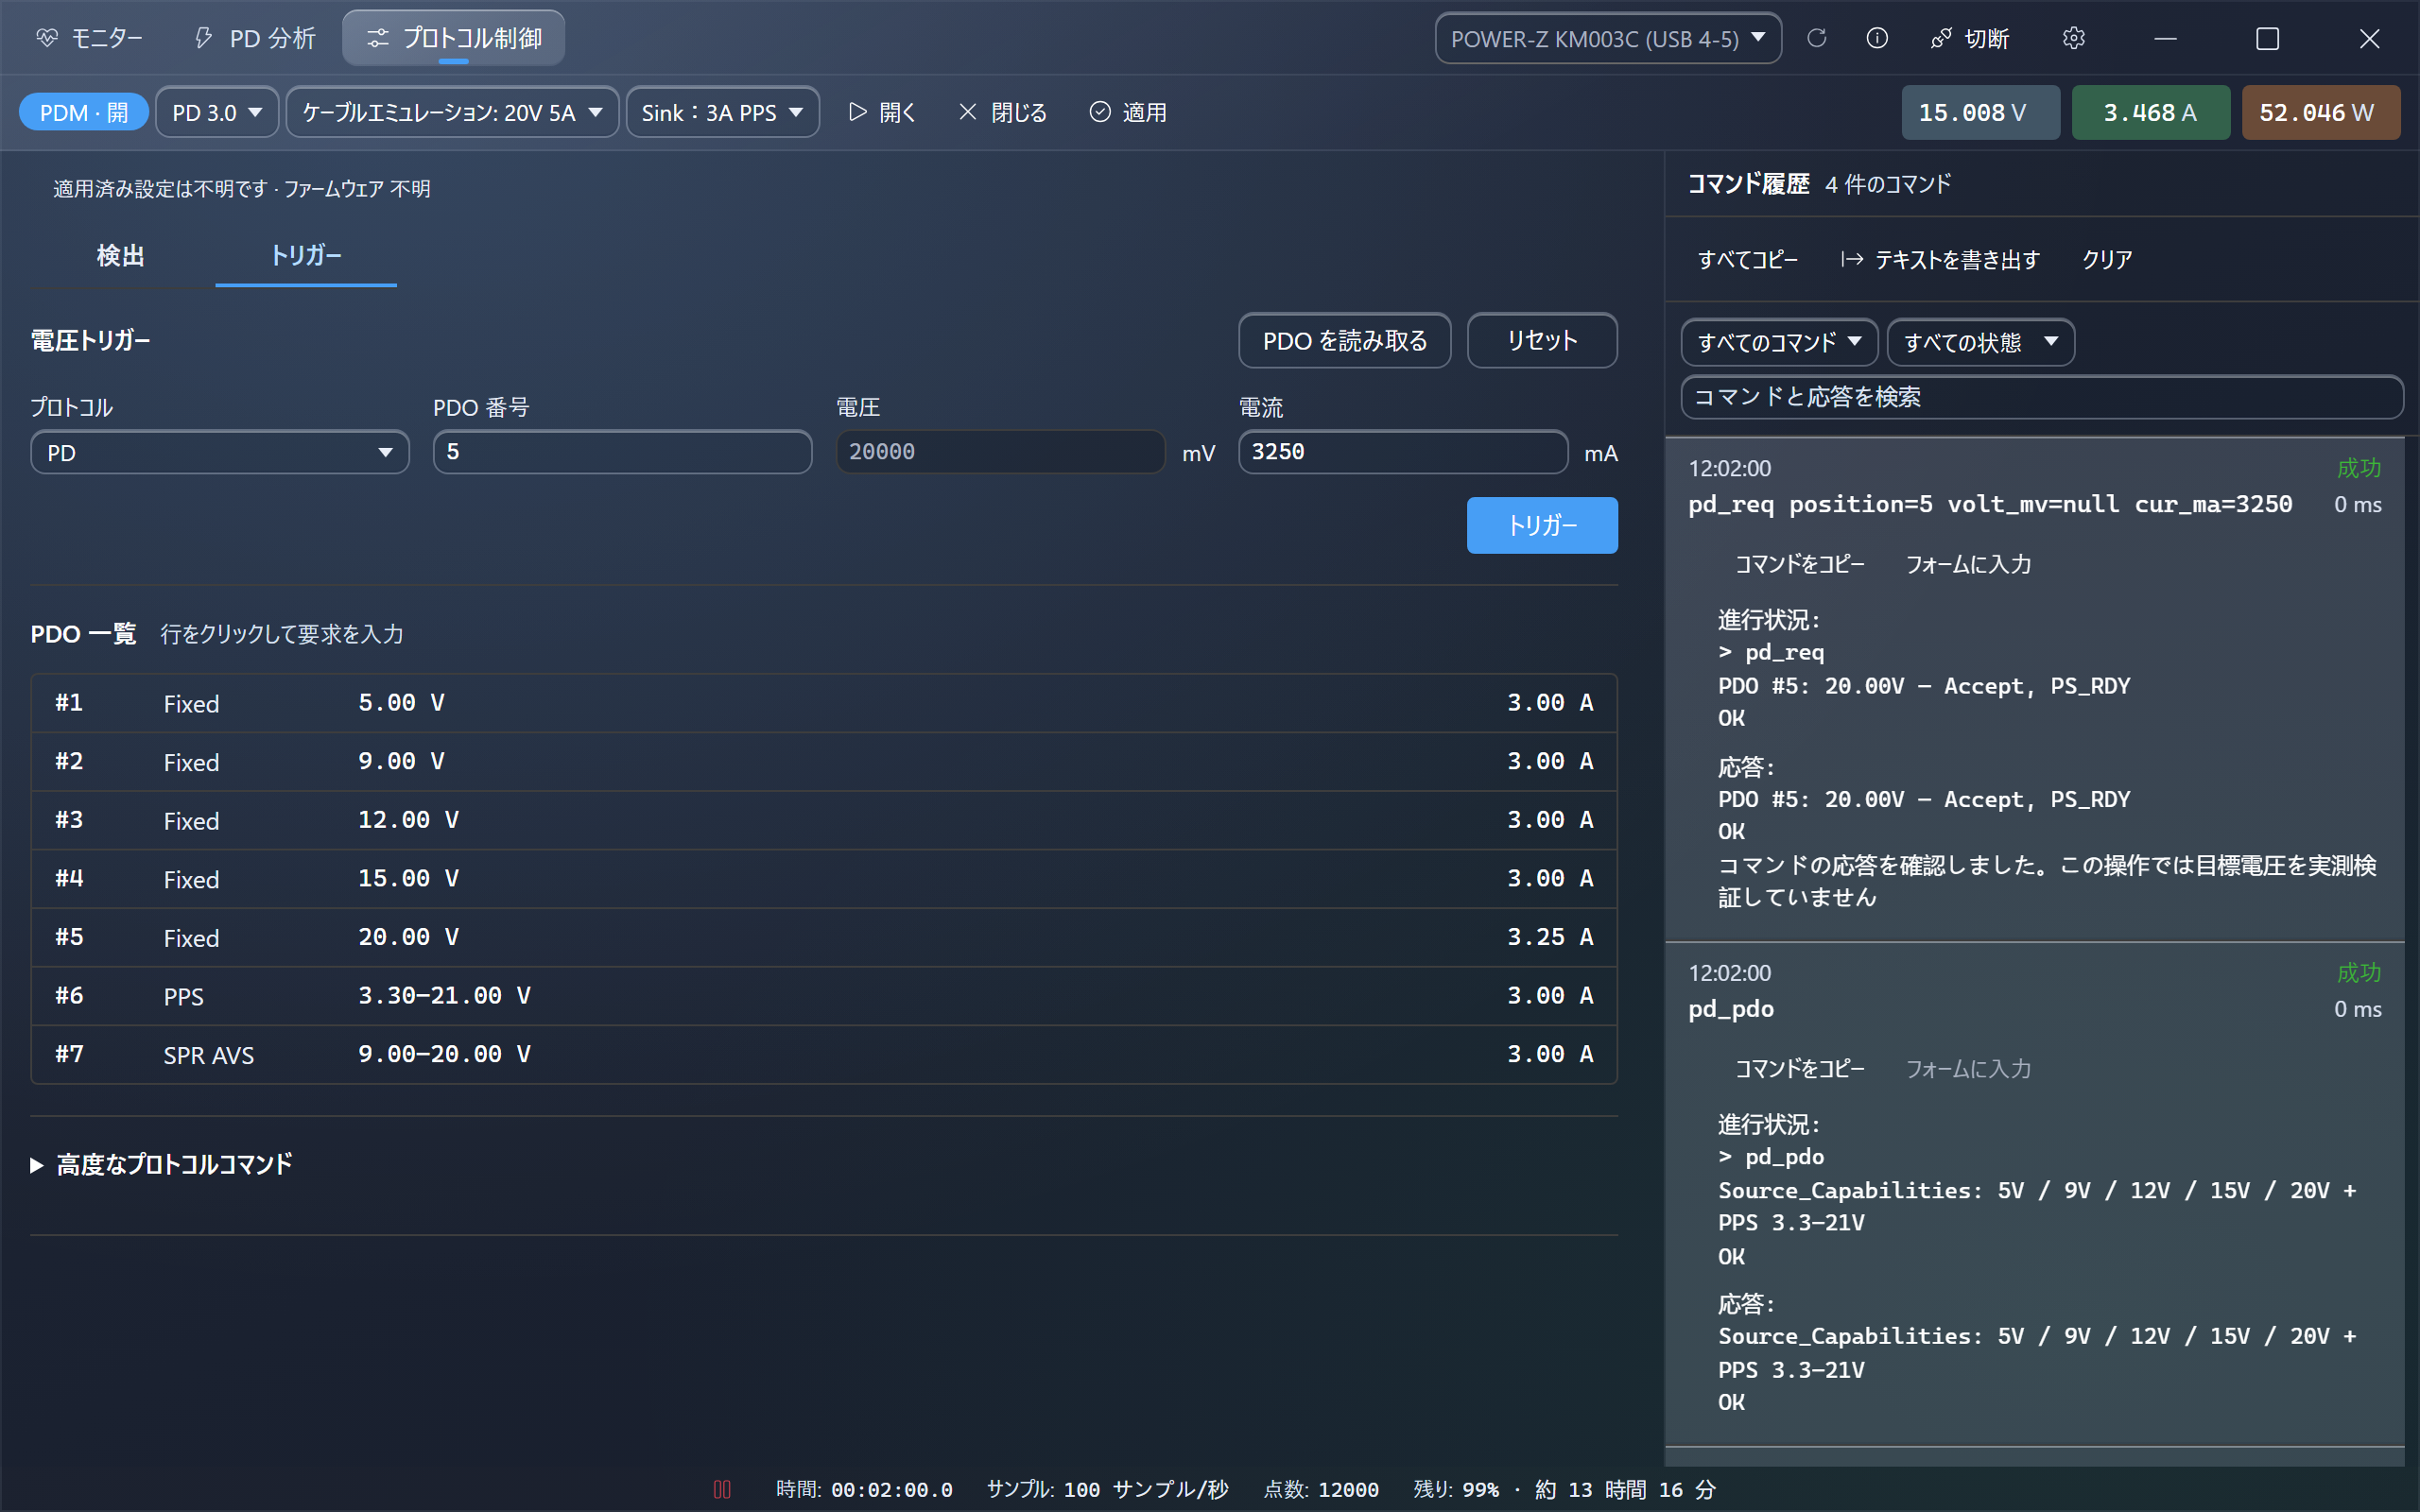 モニター
PD 分析
プロトコル制御
POWER-Z KM003C (USB 4-5)
切断
PDM · 開
PD 3.0
ケーブルエミュレーション: 20V 5A
Sink：3A PPS
開く
閉じる
適用
15.008 V
3.468 A
52.046 W
適用済み設定は不明です · ファームウェア 不明
検出
トリガー
電圧トリガー
PDO を読み取る
リセット
プロトコル
PDO 番号
電圧
電流
PD
5
20000
mV
3250
mA
トリガー
PDO 一覧 行をクリックして要求を入力
#1 Fixed 5.00 V 3.00 A
#2 Fixed 9.00 V 3.00 A
#3 Fixed 12.00 V 3.00 A
#4 Fixed 15.00 V 3.00 A
#5 Fixed 20.00 V 3.25 A
#6 PPS 3.30–21.00 V 3.00 A
#7 SPR AVS 9.00–20.00 V 3.00 A
高度なプロトコルコマンド
コマンド履歴 4 件のコマンド
すべてコピー
テキストを書き出す
クリア
すべてのコマンド
すべての状態
コマンドと応答を検索
12:02:00 成功
pd_req position=5 volt_mv=null cur_ma=3250 0 ms
コマンドをコピー フォームに入力
進行状況:
> pd_req
PDO #5: 20.00V — Accept, PS_RDY
OK
応答:
PDO #5: 20.00V — Accept, PS_RDY
OK
コマンドの応答を確認しました。この操作では目標電圧を実測検
証していません
12:02:00 成功
pd_pdo 0 ms
コマンドをコピー フォームに入力
進行状況:
> pd_pdo
Source_Capabilities: 5V / 9V / 12V / 15V / 20V +
PPS 3.3–21V
OK
応答:
Source_Capabilities: 5V / 9V / 12V / 15V / 20V +
PPS 3.3–21V
OK
時間: 00:02:00.0 サンプル: 100 サンプル/秒 点数: 12000 残り: 99% · 約 13 時間 16 分